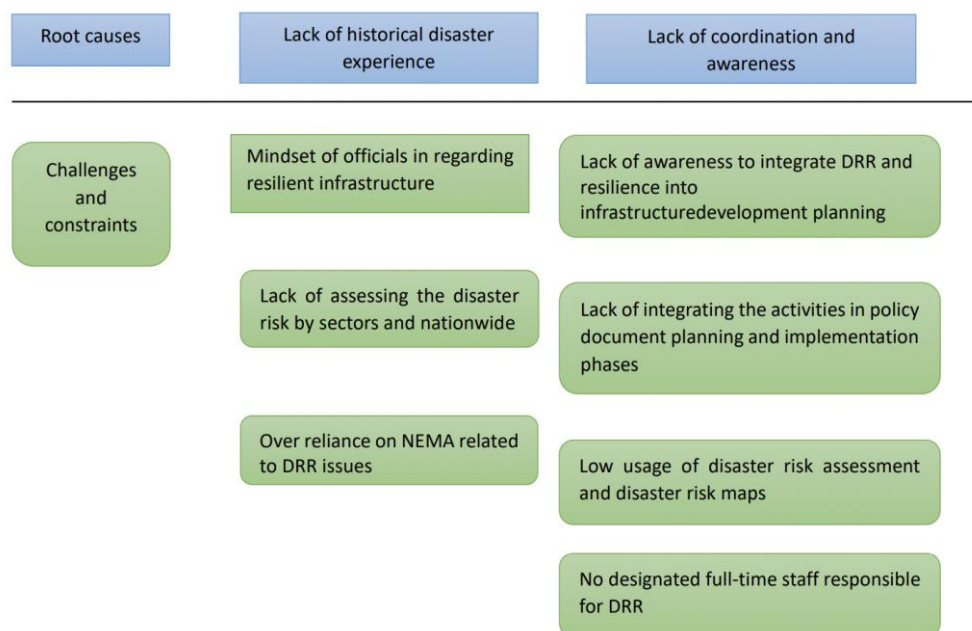 Root causes
Lack of historical disaster
experience
Lack of coordination and
awareness
Challenges
and
constraints
Mindset of officials in regarding
resilient infrastructure
Lack of awareness to integrate DRR and
resilience into
infrastructuredevelopment planning
Lack of assessing the disaster
risk by sectors and nationwide
Lack of integrating the activities in policy
document planning and implementation
phases
Over reliance on NEMA related
to DRR issues
Low usage of disaster risk assessment
and disaster risk maps
No designated full-time staff responsible
for DRR